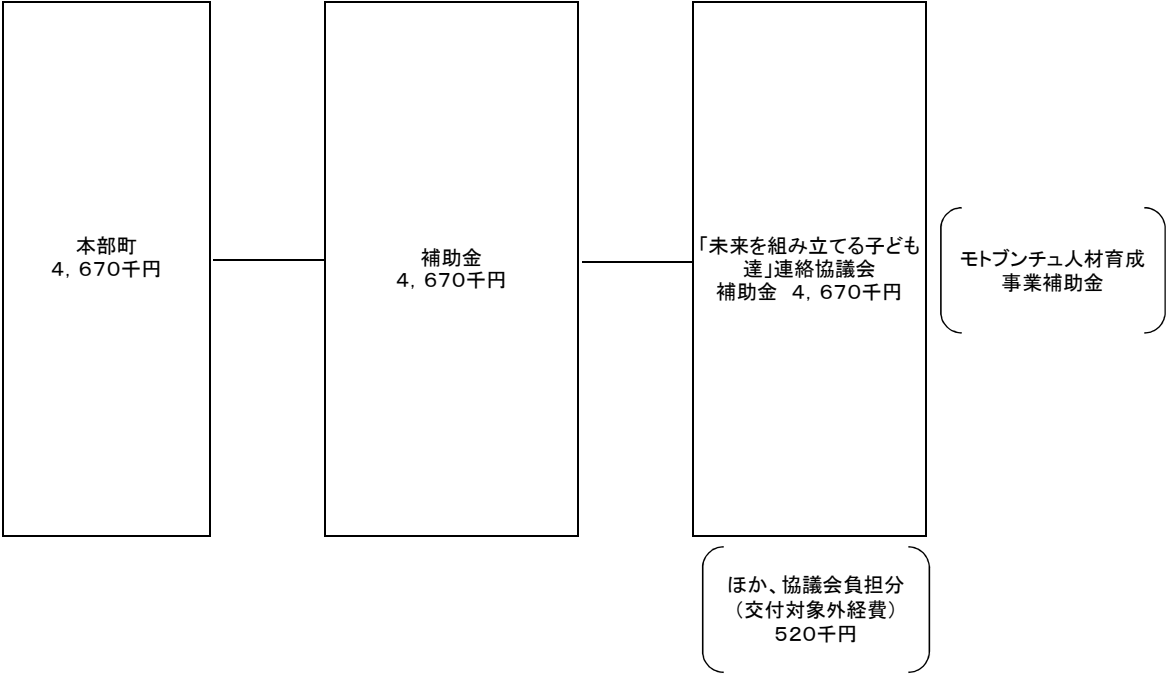 本部町
4，670千円
補助金
4，670千円
「未来を組み立てる子ども
達」連絡協議会
補助金　4，670千円
モトブンチュ人材育成
事業補助金
ほか、協議会負担分
（交付対象外経費）
520千円